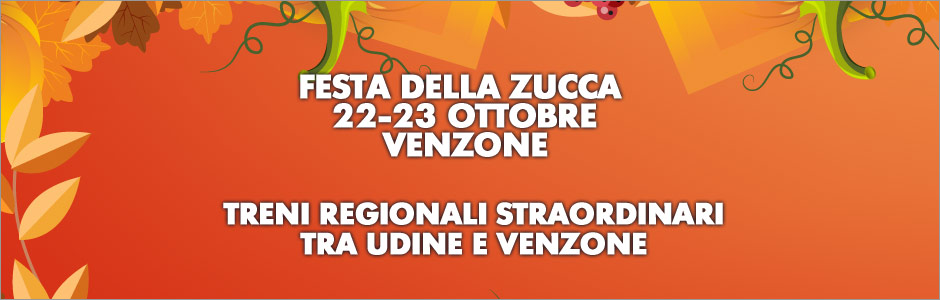 FESTA DELLA ZUCCA
22-23 OTTOBRE
VENZONE
TRENI REGIONALI STRAORDINARI
TRA UDINE E VENZONE